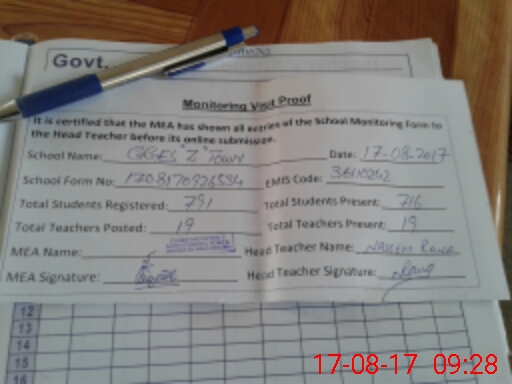 Govt.
Monitoring Visit Proof
It is certified that the MEA has shown all entries of the School Monitoring Form to
the Head Teacher before its online submission.
School Name: GGES "Z" Town Date: 17-08-2017
School Form No: 1708170926534 EMIS Code: 36110242
Total Students Registered: 791 Total Students Present: 716
Total Teachers Posted: 19 Total Teachers Present: 19
MEA Name: Head Teacher Name: Naseem Rana
MEA Signature: Head Teacher Signature:
12
13
14
15
16
17-08-17 09:28